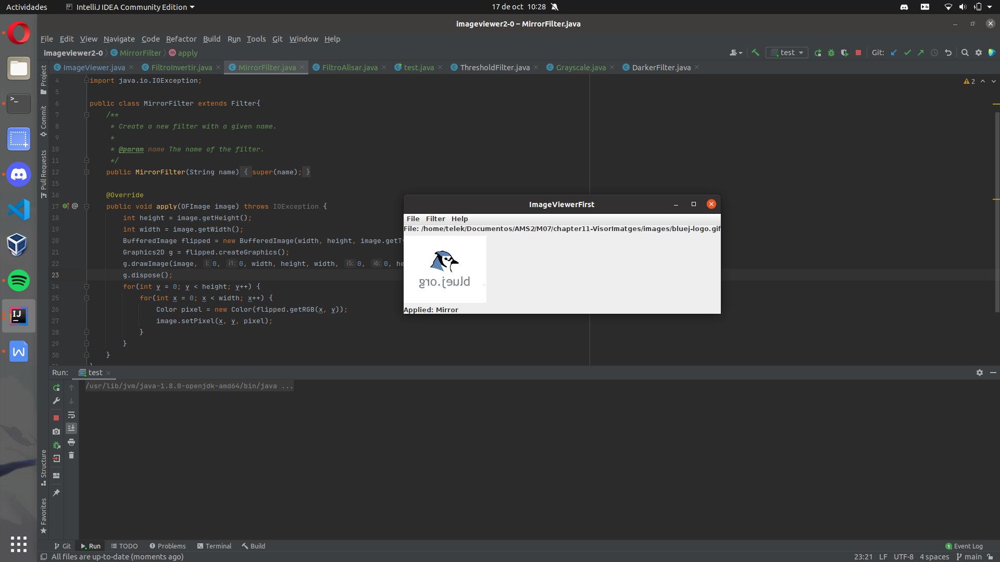 Actividades
IntelliJ IDEA Community Edition
17 de oct 10:28
imageviewer2-0 – MirrorFilter.java
File Edit View Navigate Code Refactor Build Run Tools Git Window Help
imageviewer2-0 MirrorFilter apply
test
Git:
ImageViewer.java FiltroInvertir.java MirrorFilter.java FiltroAlisar.java test.java ThresholdFilter.java Grayscale.java DarkerFilter.java
Project
Commit
Pull Requests
Structure
Favorites
2
4 import java.io.IOException;
5
6 public class MirrorFilter extends Filter{
7 /**
8 * Create a new filter with a given name.
9 *
10 * @param name The name of the filter.
11 */
12 public MirrorFilter(String name) { super(name); }
15
16 @Override
17 public void apply(OFImage image) throws IOException {
18 int height = image.getHeight();
19 int width = image.getWidth();
20 BufferedImage flipped = new BufferedImage(width, height, image.getTy
21 Graphics2D g = flipped.createGraphics();
22 g.drawImage(image, i: 0, i1: 0, width, height, width, i5: 0, i6: 0, he
23 g.dispose();
24 for(int y = 0; y < height; y++) {
25 for(int x = 0; x < width; x++) {
26 Color pixel = new Color(flipped.getRGB(x, y));
27 image.setPixel(x, y, pixel);
28 }
29 }
30 }
ImageViewerFirst
File Filter Help
File: /home/telek/Documentos/AMS2/M07/chapter11-VisorImatges/images/bluej-logo.gif
bluej.org
Applied: Mirror
Run: test
/usr/lib/jvm/java-1.8.0-openjdk-amd64/bin/java ...
Git Run TODO Problems Terminal Build
1 Event Log
All files are up-to-date (moments ago)
23:21 LF UTF-8 4 spaces main